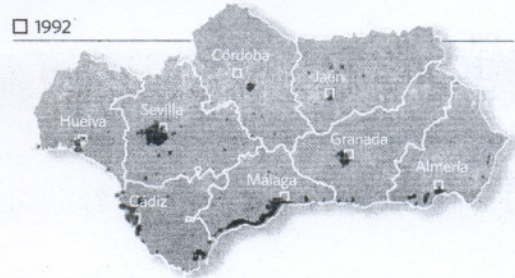 1992
Córdoba
Jaén
Sevilla
Huelva
Granada
Almería
Málaga
Cádiz